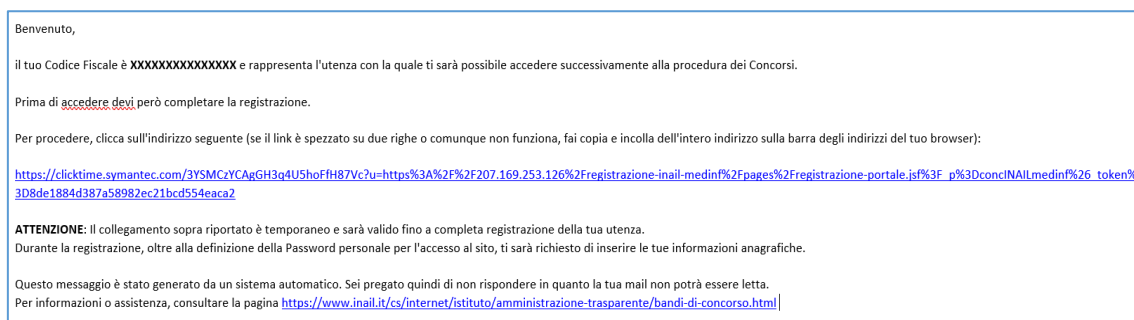 Benvenuto,
il tuo Codice Fiscale è XXXXXXXXXXXXXXX e rappresenta l'utenza con la quale ti sarà possibile accedere successivamente alla procedura dei Concorsi.
Prima di accedere devi però completare la registrazione.
Per procedere, clicca sull'indirizzo seguente (se il link è spezzato su due righe o comunque non funziona, fai copia e incolla dell'intero indirizzo sulla barra degli indirizzi del tuo browser):
https://clicktime.symantec.com/3YSMCzYCAgGH3q4U5hoFfH87Vc?u=https%3A%2F%2F207.169.253.126%2Fregistrazione-inail-medinf%2Fpages%2Fregistrazione-portale.jsf%3F_p%3DconcINAILmedinf%26_token%
3D8de1884d387a58982ec21bcd554eaca2
ATTENZIONE: Il collegamento sopra riportato è temporaneo e sarà valido fino a completa registrazione della tua utenza.
Durante la registrazione, oltre alla definizione della Password personale per l'accesso al sito, ti sarà richiesto di inserire le tue informazioni anagrafiche.
Questo messaggio è stato generato da un sistema automatico. Sei pregato quindi di non rispondere in quanto la tua mail non potrà essere letta.
Per informazioni o assistenza, consultare la pagina https://www.inail.it/cs/internet/istituto/amministrazione-trasparente/bandi-di-concorso.html